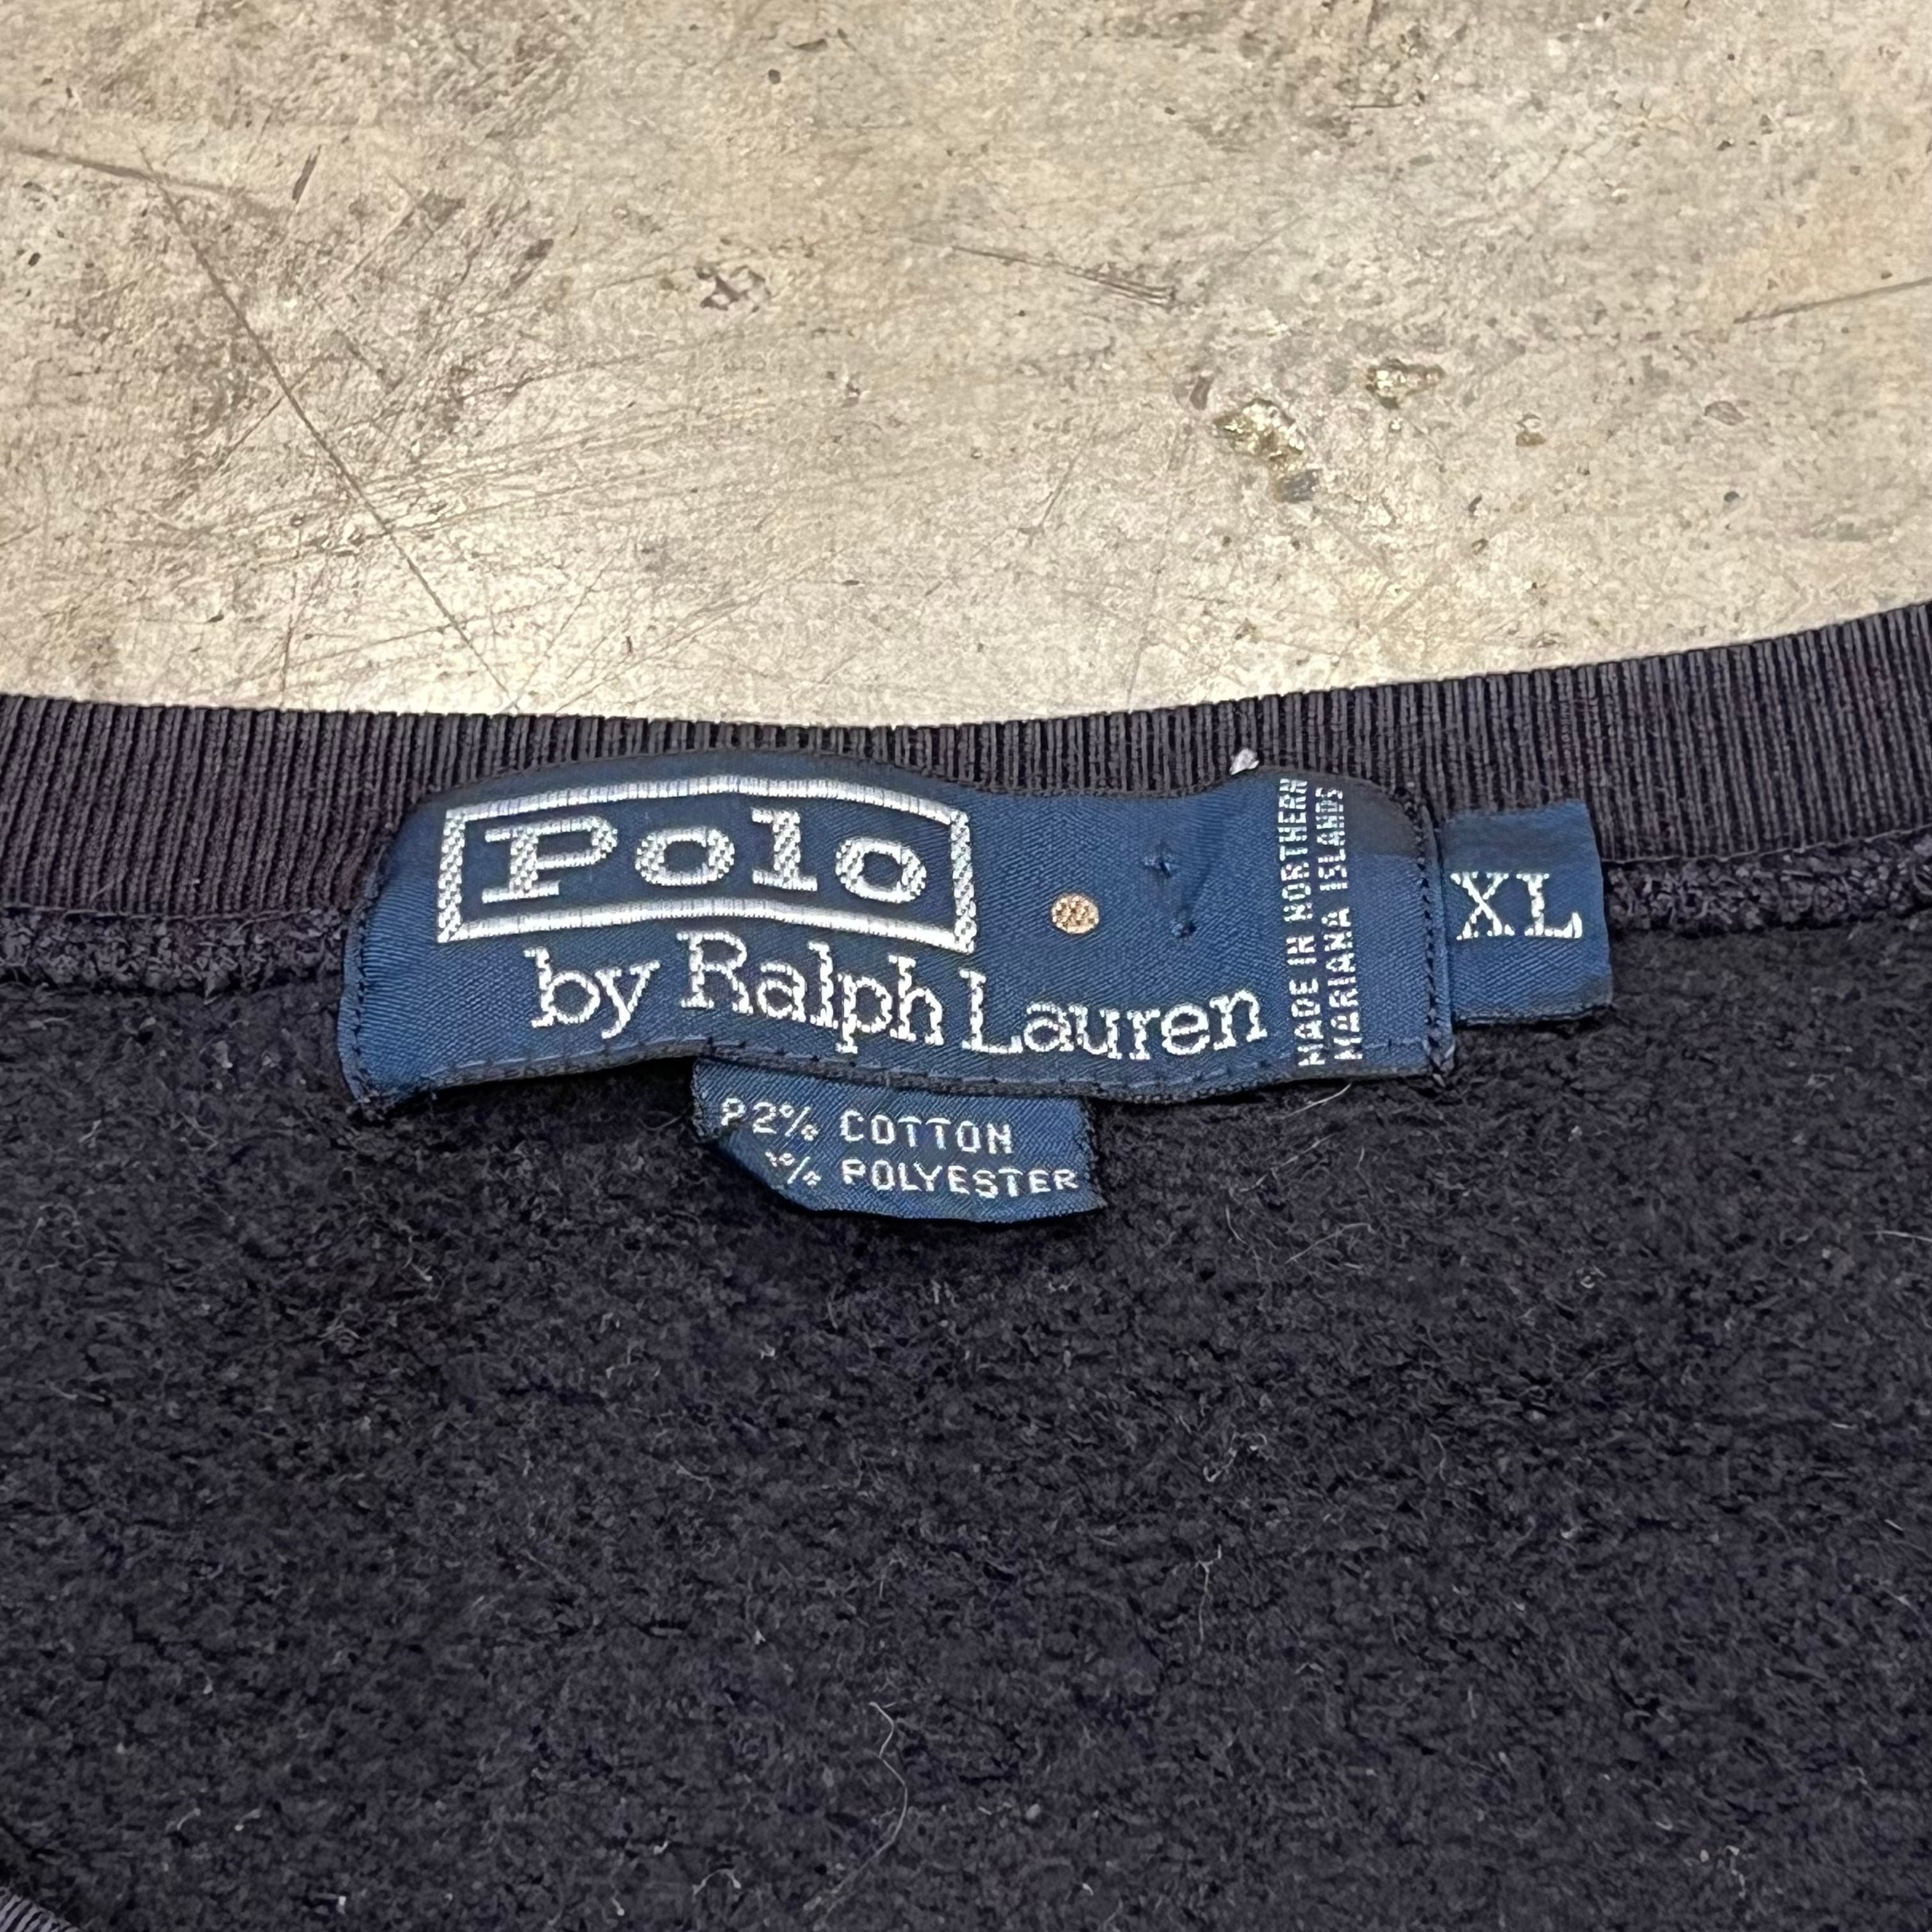 Polo
by Ralph Lauren
MADE IN NORTHERN
MARIANA ISLANDS
XL
COTTON
% POLYESTER